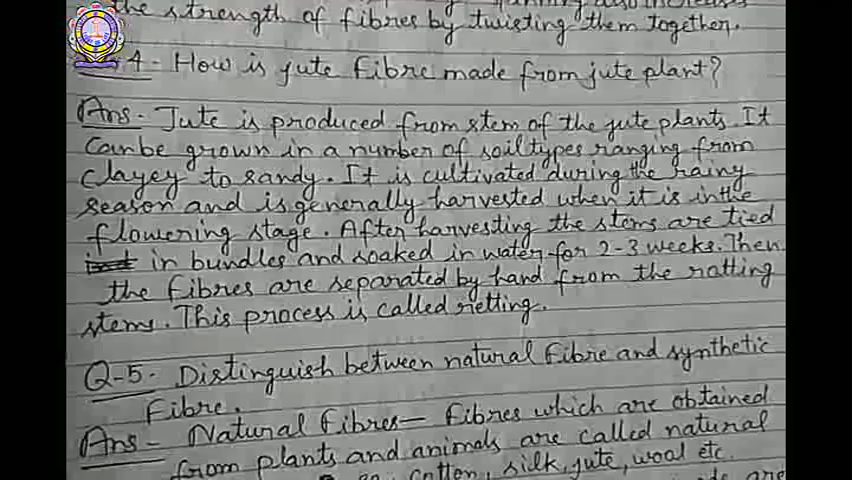 the strength of fibres by twisting them together.
4- How is jute fibre made from jute plant?
Ans- Jute is produced from stem of the jute plants. It
can be grown in a number of soil types ranging from
clayey to sandy. It is cultivated during the rainy
season and is generally harvested when it is in the
flowering stage. After harvesting the stems are tied
in bundles and soaked in water for 2-3 weeks. Then
the fibres are separated by hand from the rotting
stems. This process is called retting.
Q-5- Distinguish between natural fibre and synthetic
Fibre.
Ans- Natural Fibres- Fibres which are obtained
from plants and animals are called natural
cotton, silk, jute, wool etc.
are